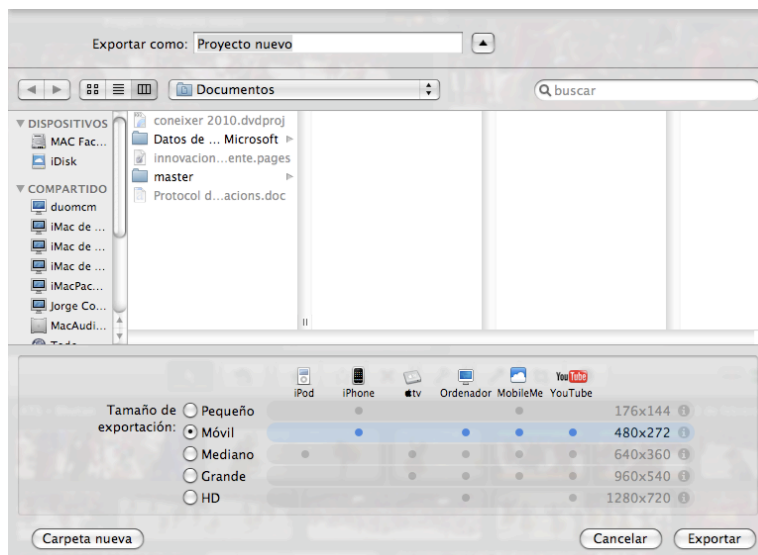 Exportar como: Proyecto nuevo
Documentos
buscar
DISPOSITIVOS
MAC Fac...
iDisk
COMPARTIDO
duomcm
iMac de ...
iMac de ...
iMac de ...
iMacPac...
Jorge Co...
MacAudi...
coneixer 2010.dvdproj
Datos de ... Microsoft
innovacion...ente.pages
master
Protocol d...acions.doc
iPod iPhone tv Ordenador MobileMe YouTube
Tamaño de exportación:
Pequeño 176x144
Móvil 480x272
Mediano 640x360
Grande 960x540
HD 1280x720
Carpeta nueva Cancelar Exportar